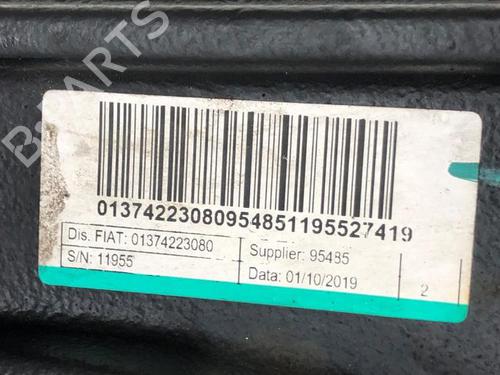 01374223080954851195527419
Dis. FIAT: 01374223080
Supplier: 95485
S/N: 11955
Data: 01/10/2019
2